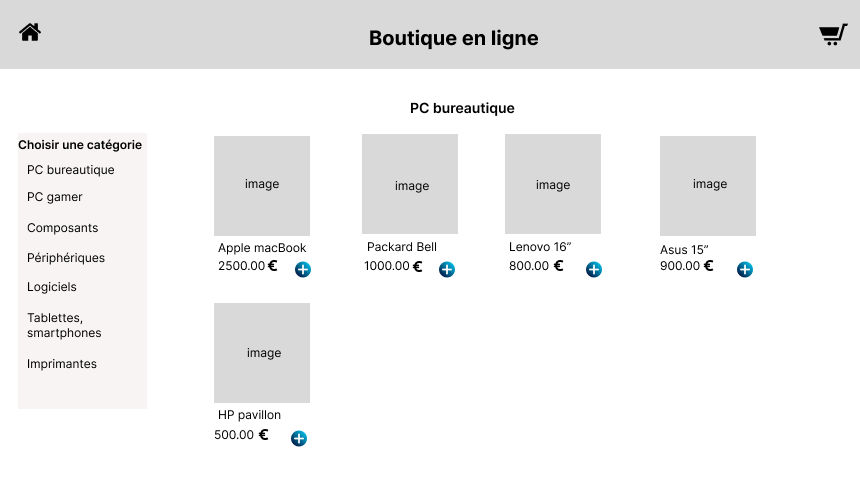 Boutique en ligne
PC bureautique
Choisir une catégorie
PC bureautique
PC gamer
Composants
Périphériques
Logiciels
Tablettes,
smartphones
Imprimantes
image
Apple macBook
2500.00 €
image
Packard Bell
1000.00 €
image
Lenovo 16”
800.00 €
image
Asus 15”
900.00 €
image
HP pavillon
500.00 €